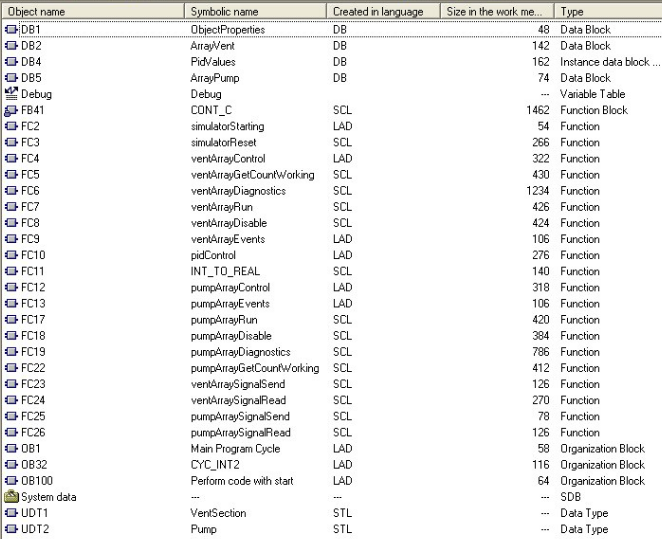 Object name Symbolic name Created in language Size in the work me... Type
DB1 ObjectProperties DB 48 Data Block
DB2 ArrayVent DB 142 Data Block
DB4 PidValues DB 162 Instance data block ...
DB5 ArrayPump DB 74 Data Block
Debug Debug --- Variable Table
FB41 CONT_C SCL 1462 Function Block
FC2 simulatorStarting LAD 54 Function
FC3 simulatorReset SCL 266 Function
FC4 ventArrayControl LAD 322 Function
FC5 ventArrayGetCountWorking SCL 430 Function
FC6 ventArrayDiagnostics SCL 1234 Function
FC7 ventArrayRun SCL 426 Function
FC8 ventArrayDisable SCL 424 Function
FC9 ventArrayEvents LAD 106 Function
FC10 pidControl LAD 276 Function
FC11 INT_TO_REAL SCL 140 Function
FC12 pumpArrayControl LAD 318 Function
FC13 pumpArrayEvents LAD 106 Function
FC17 pumpArrayRun SCL 420 Function
FC18 pumpArrayDisable SCL 384 Function
FC19 pumpArrayDiagnostics SCL 786 Function
FC22 pumpArrayGetCountWorking SCL 412 Function
FC23 ventArraySignalSend SCL 126 Function
FC24 ventArraySignalRead SCL 270 Function
FC25 pumpArraySignalSend SCL 78 Function
FC26 pumpArraySignalRead SCL 126 Function
OB1 Main Program Cycle LAD 58 Organization Block
OB32 CYC_INT2 LAD 116 Organization Block
OB100 Perform code with start LAD 64 Organization Block
System data --- --- --- SDB
UDT1 VentSection STL --- Data Type
UDT2 Pump STL --- Data Type